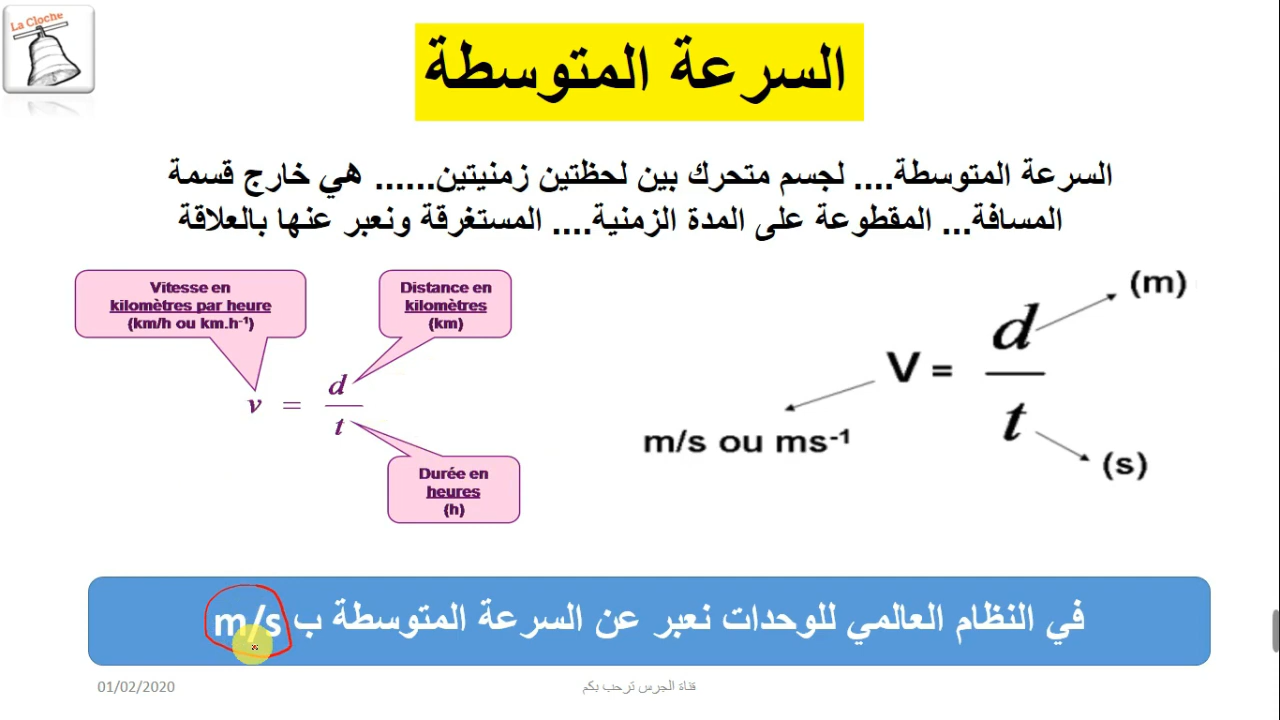 La Cloche
السرعة المتوسطة
السرعة المتوسطة.... لجسم متحرك بين لحظتين زمنيتين...... هي خارج قسمة
المسافة... المقطوعة على المدة الزمنية.... المستغرقة ونعبر عنها بالعلاقة
Vitesse en
kilomètres par heure
(km/h ou km.h⁻¹)
Distance en
kilomètres
(km)
v = d/t
Durée en
heures
(h)
(m)
V = d/t
m/s ou ms⁻¹
(s)
في النظام العالمي للوحدات نعبر عن السرعة المتوسطة ب m/s
01/02/2020
قناة الجرس ترحب بكم